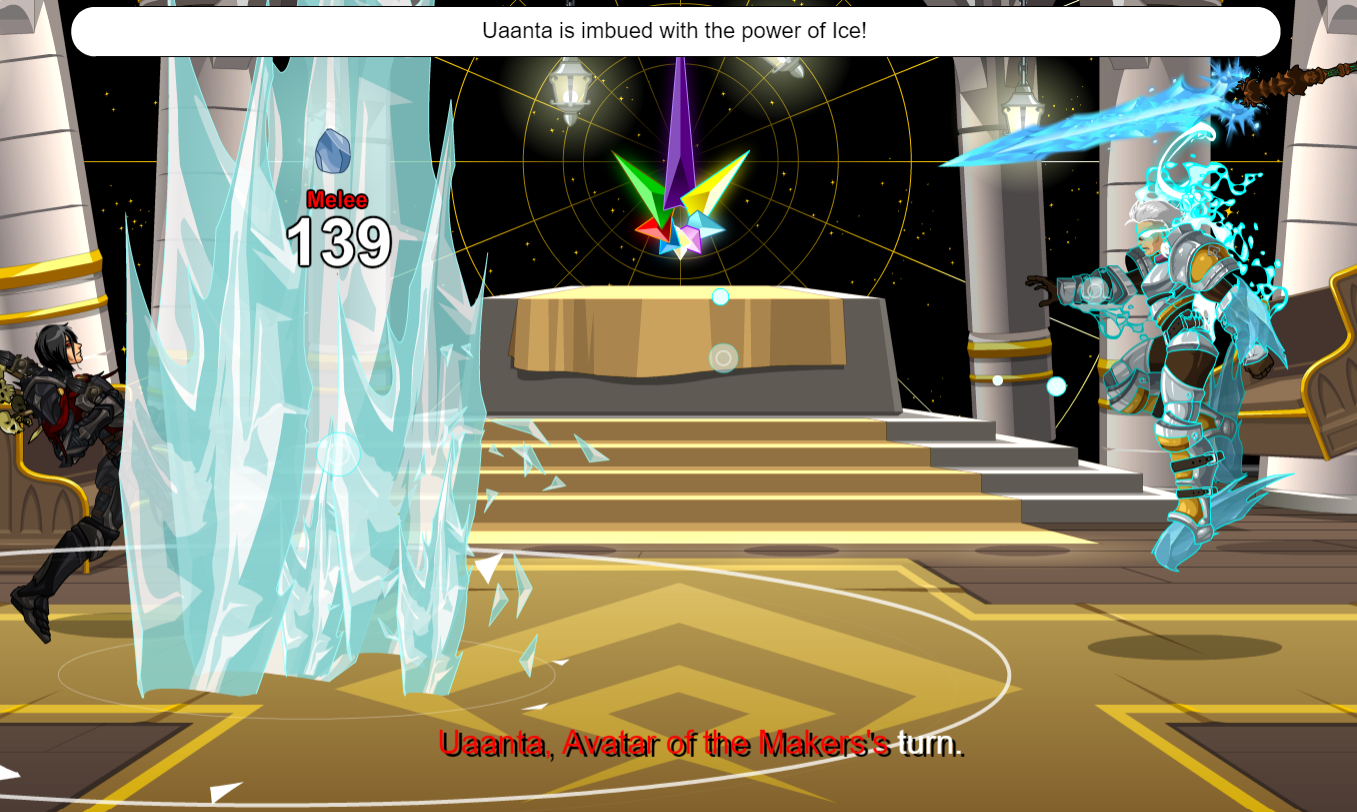 Uaanta is imbued with the power of Ice!
Melee
139
Uaanta, Avatar of the Makers's turn.